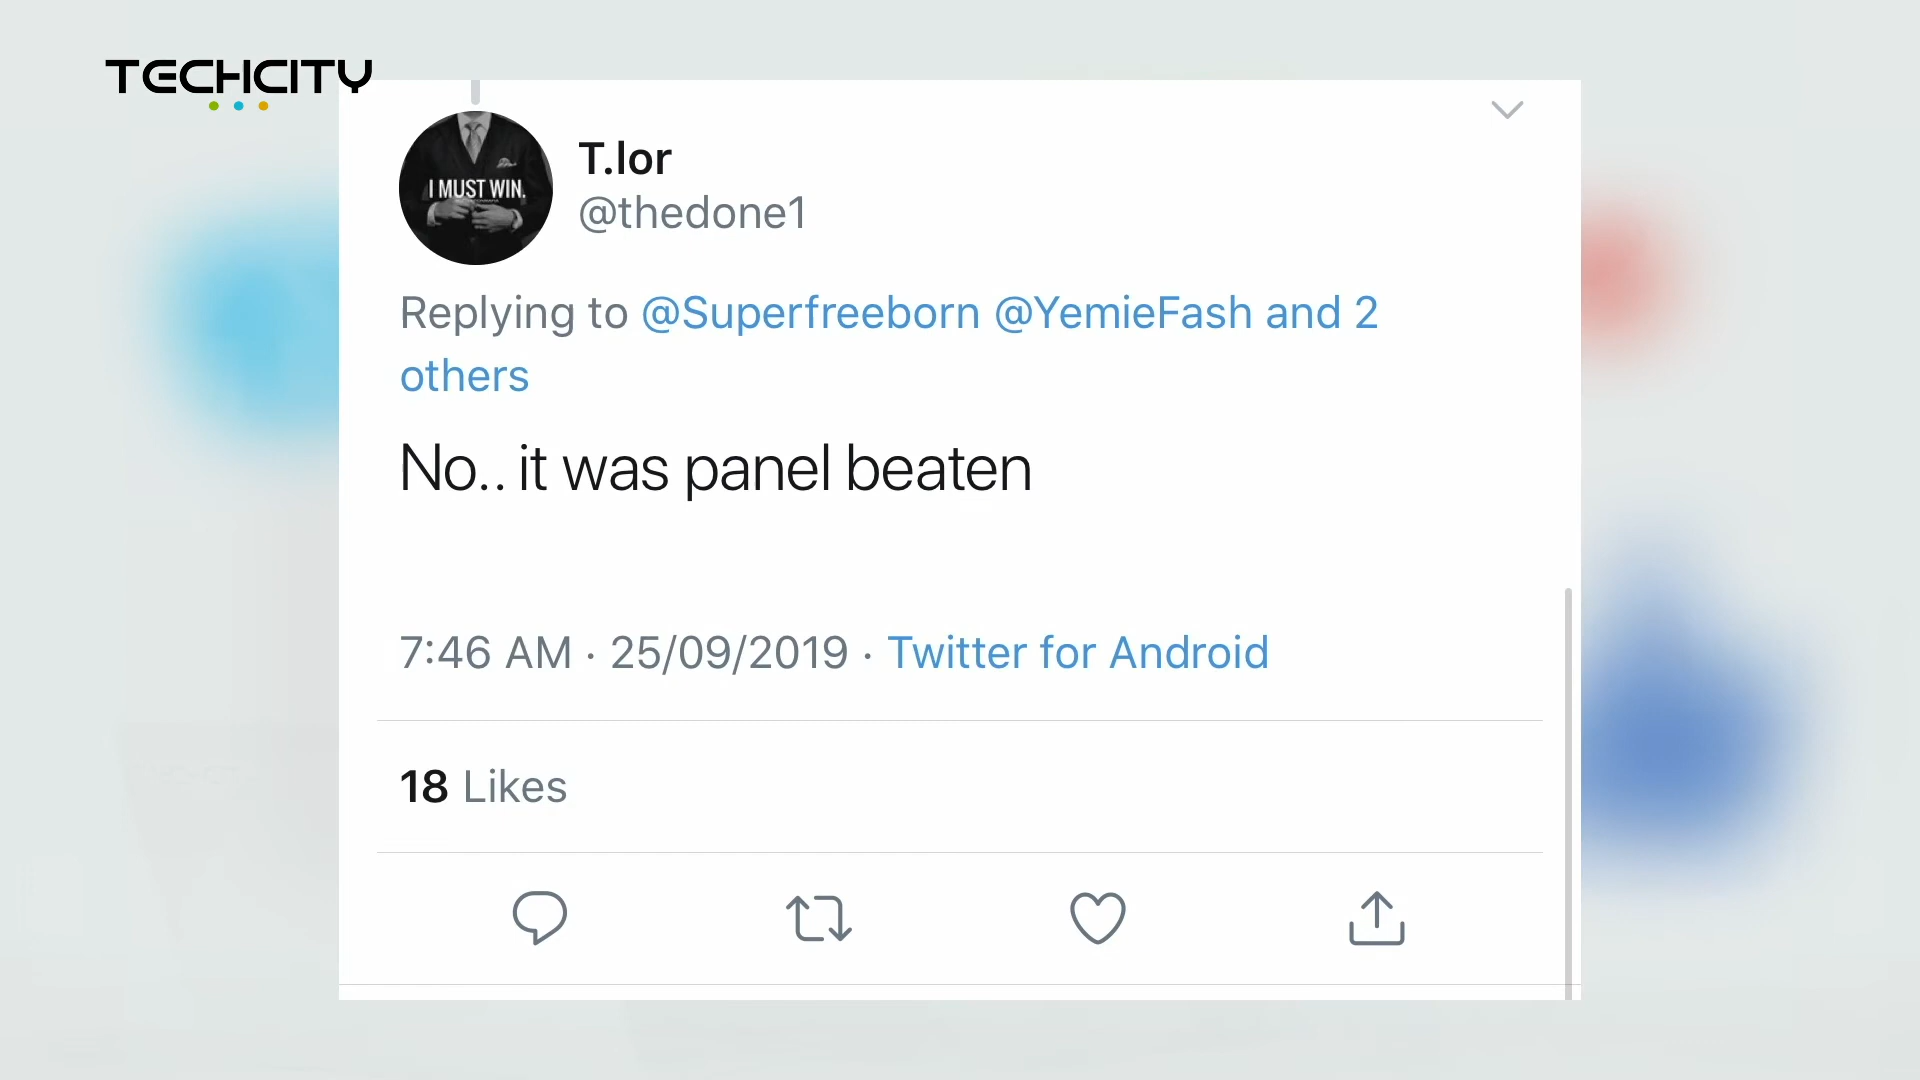 TECHCITY
I MUST WIN.
T.lor
@thedone1
Replying to @Superfreeborn @YemieFash and 2
others
No.. it was panel beaten
7:46 AM · 25/09/2019 · Twitter for Android
18 Likes